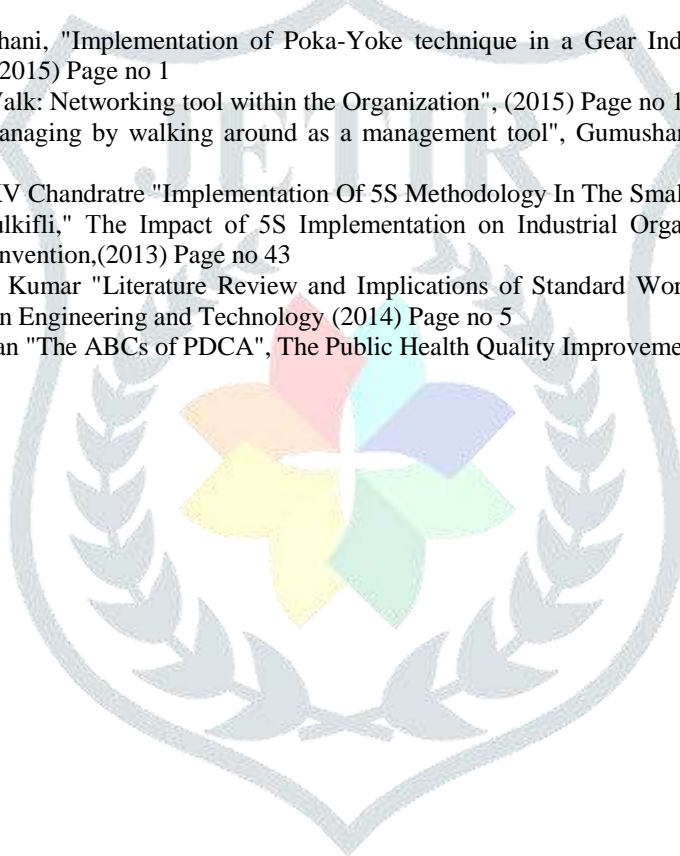 hani, "Implementation of Poka-Yoke technique in a Gear Ind
2015) Page no 1
Walk: Networking tool within the Organization", (2015) Page no 1
anaging by walking around as a management tool", Gumushan
V Chandratre "Implementation Of 5S Methodology In The Smal
ulkifli," The Impact of 5S Implementation on Industrial Orga
nvention,(2013) Page no 43
Kumar "Literature Review and Implications of Standard Wor
n Engineering and Technology (2014) Page no 5
an "The ABCs of PDCA", The Public Health Quality Improveme
JETIR